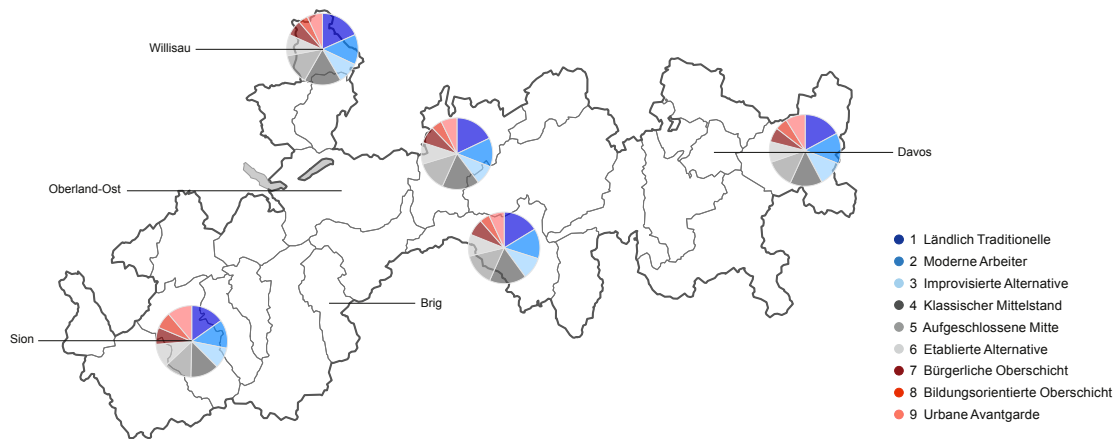 Willisau
Davos
Oberland-Ost
Brig
Sion
1 Ländlich Traditionelle
2 Moderne Arbeiter
3 Improvisierte Alternative
4 Klassischer Mittelstand
5 Aufgeschlossene Mitte
6 Etablierte Alternative
7 Bürgerliche Oberschicht
8 Bildungsorientierte Oberschicht
9 Urbane Avantgarde